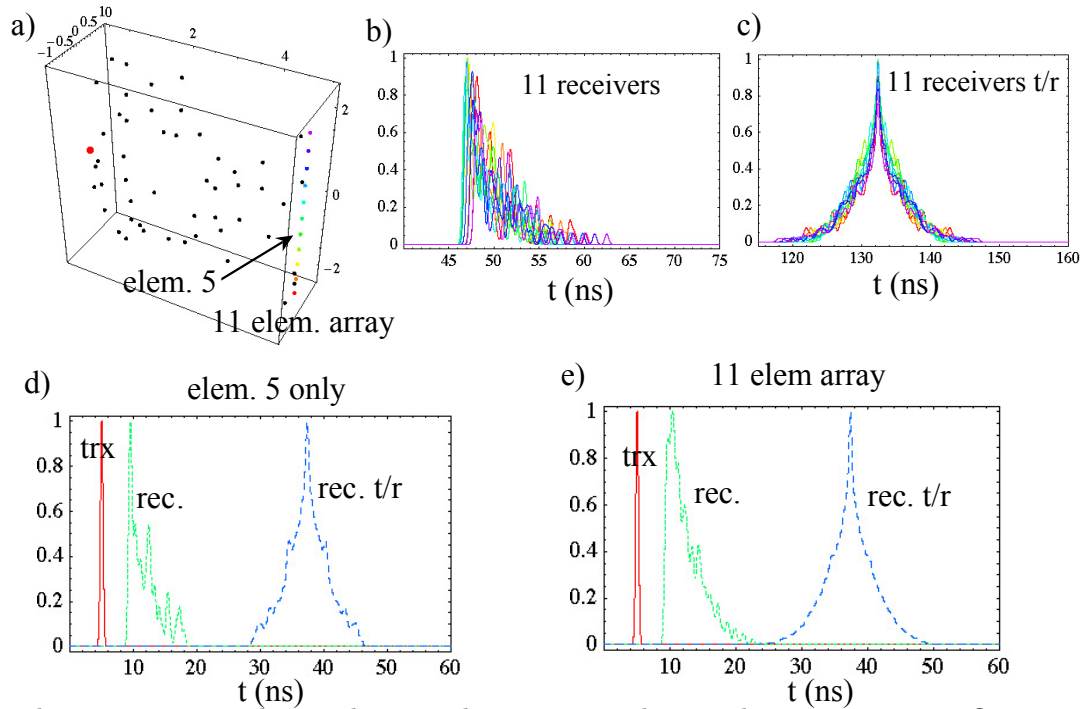 a)
-1 -0.5 0 0.5 1 0
2
4
2
0
-2
elem. 5
11 elem. array
b)
11 receivers
1
0.8
0.6
0.4
0.2
0
45 50 55 60 65 70 75
t (ns)
c)
11 receivers t/r
1
0.8
0.6
0.4
0.2
0
120 130 140 150 160
t (ns)
d)
elem. 5 only
1
0.8
0.6
0.4
0.2
0
trx
rec.
rec. t/r
0 10 20 30 40 50 60
t (ns)
e)
11 elem array
1
0.8
0.6
0.4
0.2
0
trx
rec.
rec. t/r
0 10 20 30 40 50 60
t (ns)